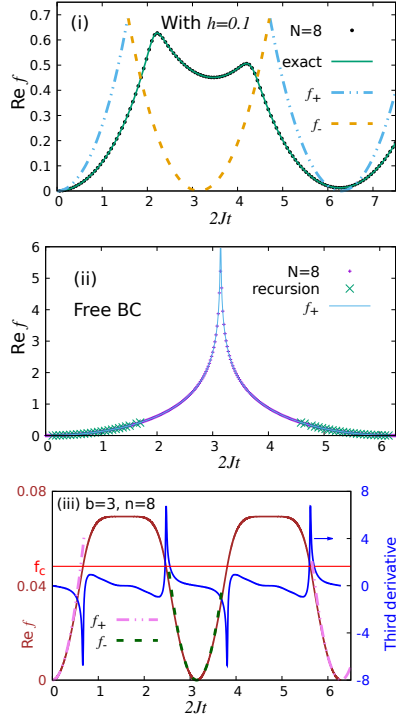 (i) With h=0.1
N=8
exact
f₊
f₋
Re f
0.7
0.6
0.5
0.4
0.3
0.2
0.1
0
0 1 2 3 4 5 6 7
2Jt
(ii)
Free BC
N=8
recursion
f₊
Re f
6
5
4
3
2
1
0
0 1 2 3 4 5 6
2Jt
(iii) b=3, n=8
f₊
f₋
Re f
0.08
f_c
0.04
0
8
4
0
-4
-8
Third derivative
0 1 2 3 4 5 6
2Jt